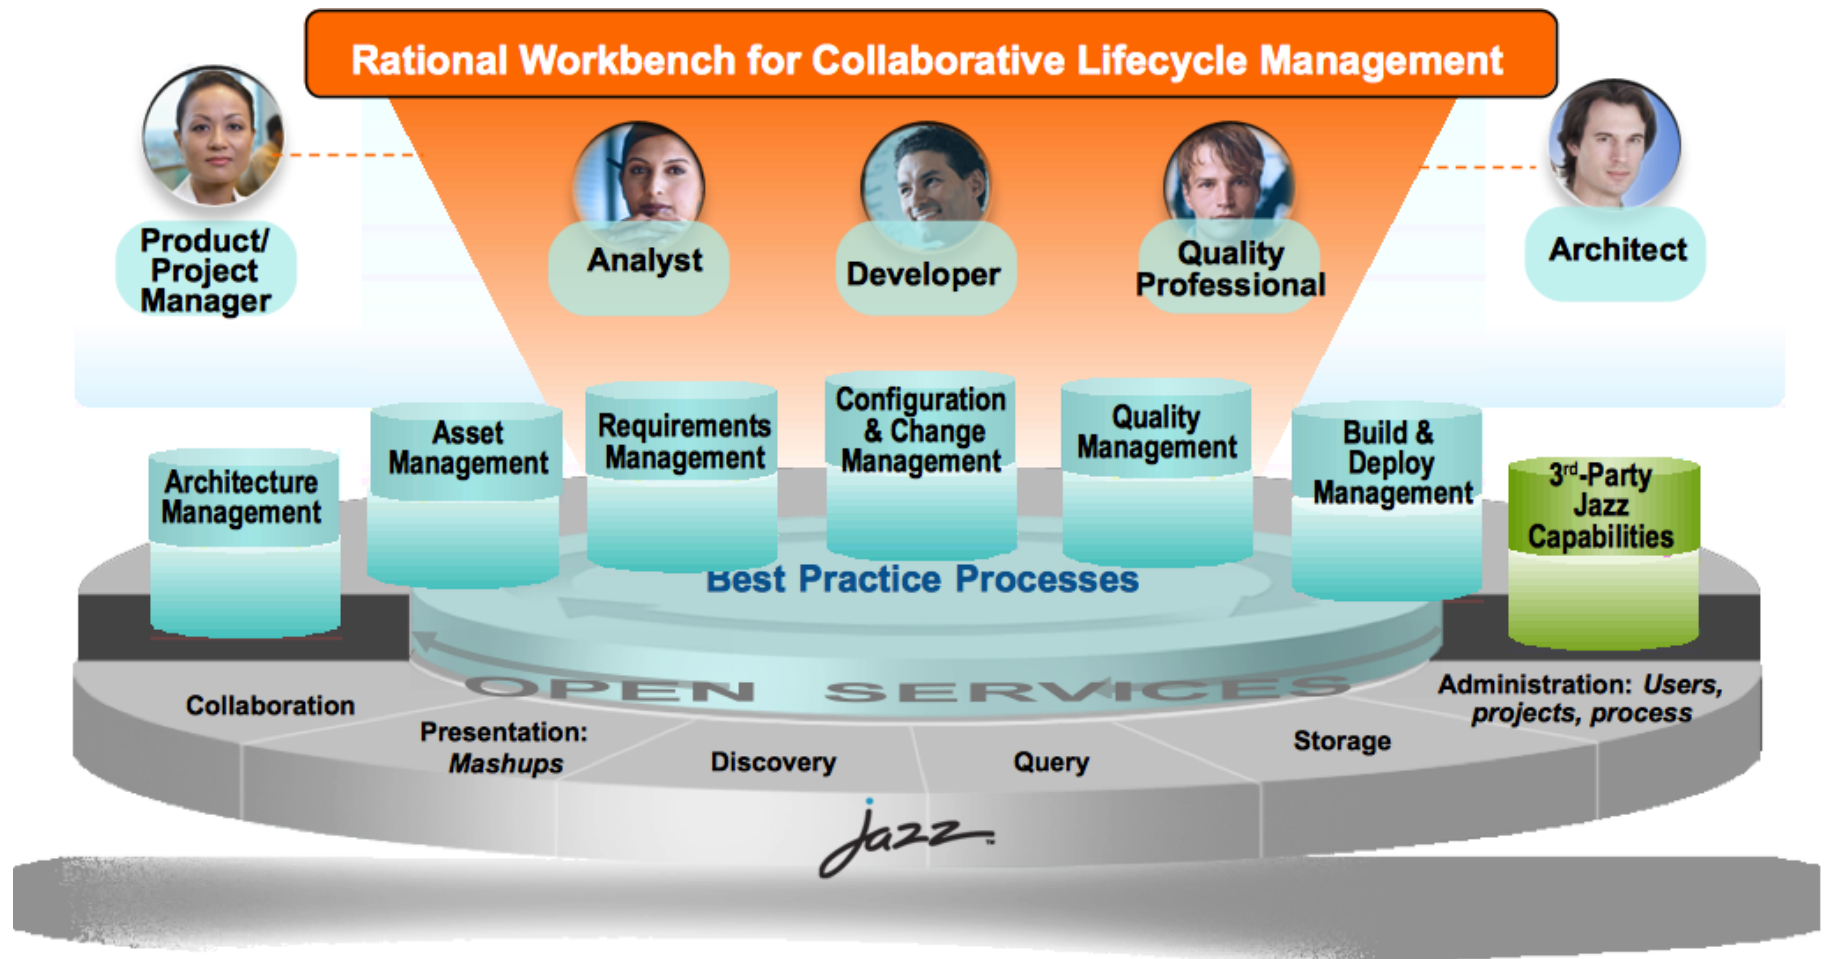 Rational Workbench for Collaborative Lifecycle Management
Product/
Project
Manager
Analyst
Developer
Quality
Professional
Architect
Architecture
Management
Asset
Management
Requirements
Management
Configuration
& Change
Management
Quality
Management
Build &
Deploy
Management
3rd-Party
Jazz
Capabilities
Best Practice Processes
OPEN SERVICES
Collaboration
Presentation:
Mashups
Discovery
Query
Storage
Administration: Users,
projects, process
jazz™